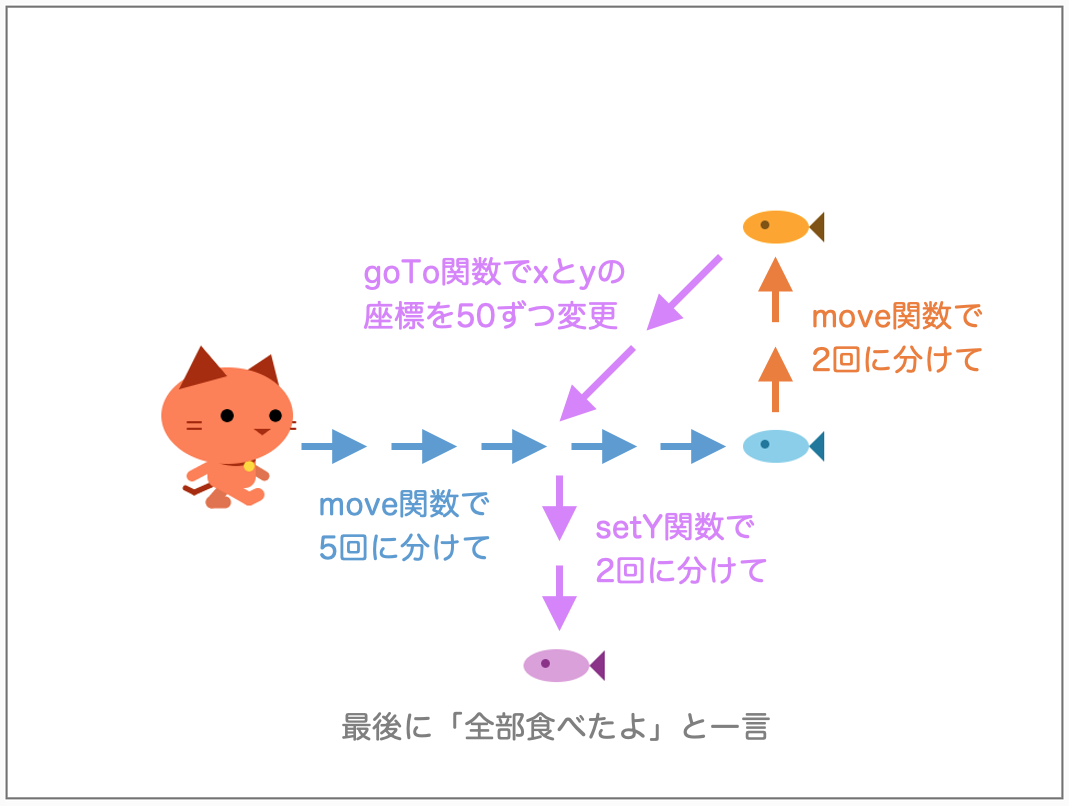 goTo関数でxとyの
座標を50ずつ変更
move関数で
2回に分けて
move関数で
5回に分けて
setY関数で
2回に分けて
最後に「全部食べたよ」と一言